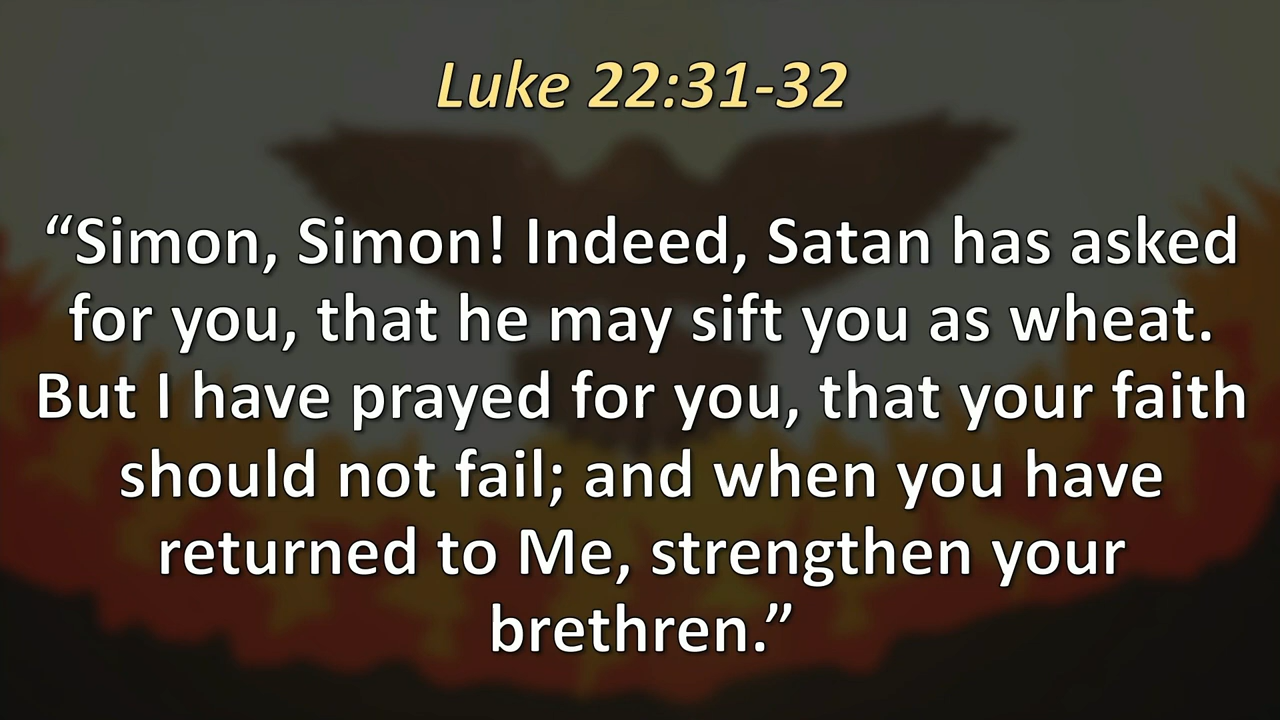 Luke 22:31-32
“Simon, Simon! Indeed, Satan has asked
for you, that he may sift you as wheat.
But I have prayed for you, that your faith
should not fail; and when you have
returned to Me, strengthen your
brethren.”